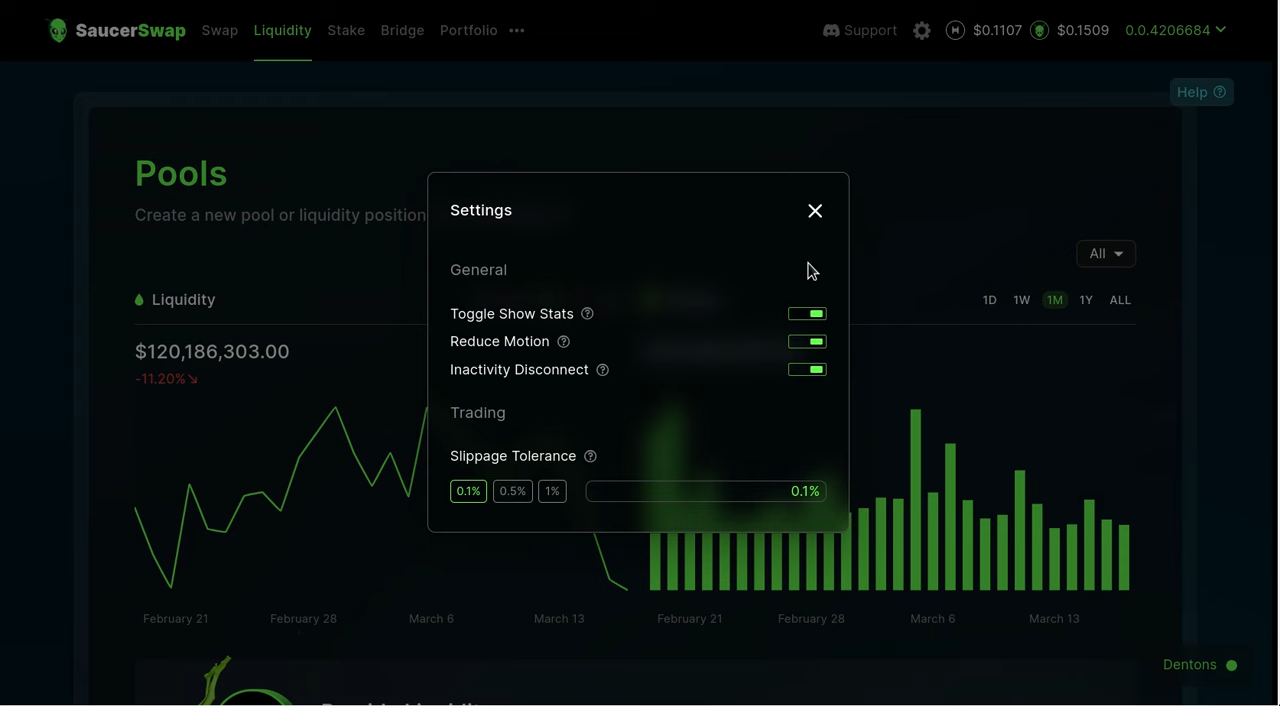 SaucerSwap Swap Liquidity Stake Bridge Portfolio ••• Support $0.1107 $0.1509 0.0.4206684
Help
Pools
Create a new pool or liquidity position
Settings
General
All
Liquidity
1D 1W 1M 1Y ALL
Toggle Show Stats
$120,186,303.00
Reduce Motion
-11.20%
Inactivity Disconnect
Trading
Slippage Tolerance
0.1% 0.5% 1% 0.1%
February 21 February 28 March 6 March 13 February 21 February 28 March 6 March 13
Dentons